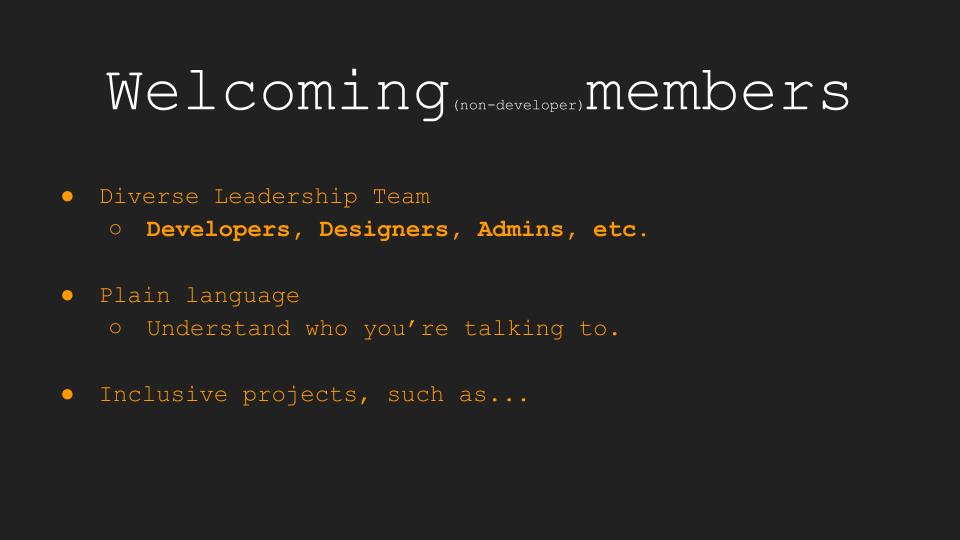 Welcoming(non-developer)members
● Diverse Leadership Team
○ Developers, Designers, Admins, etc.
● Plain language
○ Understand who you’re talking to.
● Inclusive projects, such as...